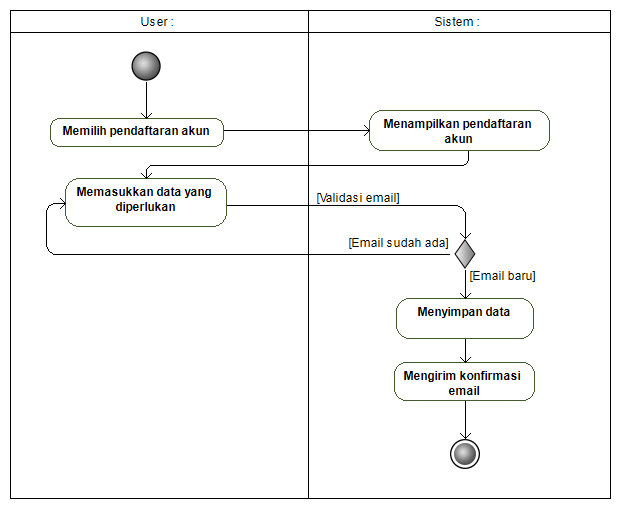 User :
Sistem :
Memilih pendaftaran akun
Menampilkan pendaftaran
akun
Memasukkan data yang
diperlukan
[Validasi email]
[Email sudah ada]
[Email baru]
Menyimpan data
Mengirim konfirmasi
email